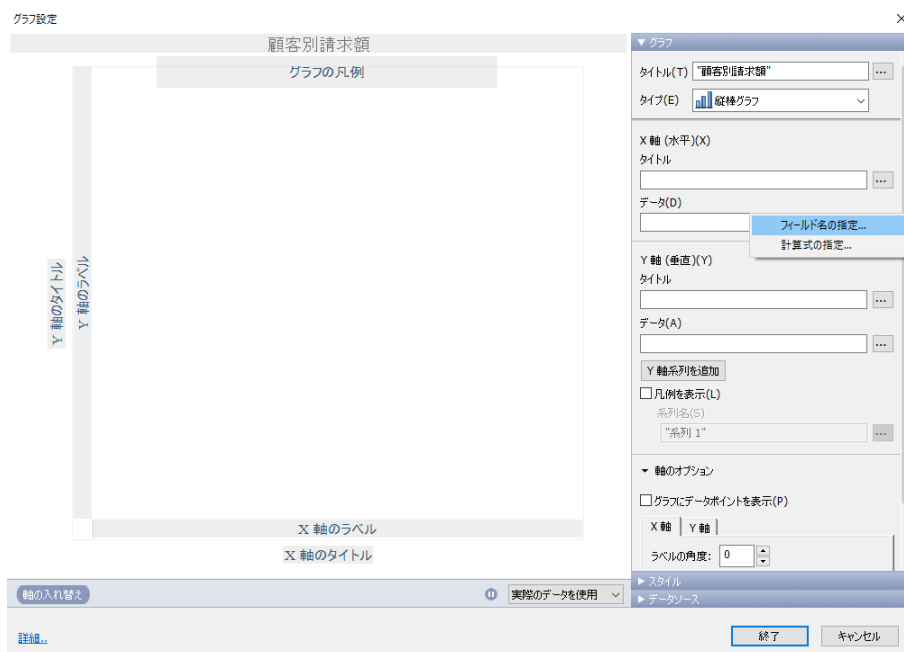 グラフ設定
顧客別請求額
グラフの凡例
Y 軸のタイトル
Y 軸のラベル
X 軸のラベル
X 軸のタイトル
軸の入れ替え
実際のデータを使用
詳細..
▼ グラフ
タイトル(T) "顧客別請求額" ...
タイプ(E) 縦棒グラフ
X 軸 (水平)(X)
タイトル
...
データ(D)
フィールド名の指定...
計算式の指定...
Y 軸 (垂直)(Y)
タイトル
...
データ(A)
...
Y 軸系列を追加
凡例を表示(L)
系列名(S)
"系列 1" ...
軸のオプション
グラフにデータポイントを表示(P)
X 軸 Y 軸
ラベルの角度: 0
スタイル
データソース
終了 キャンセル